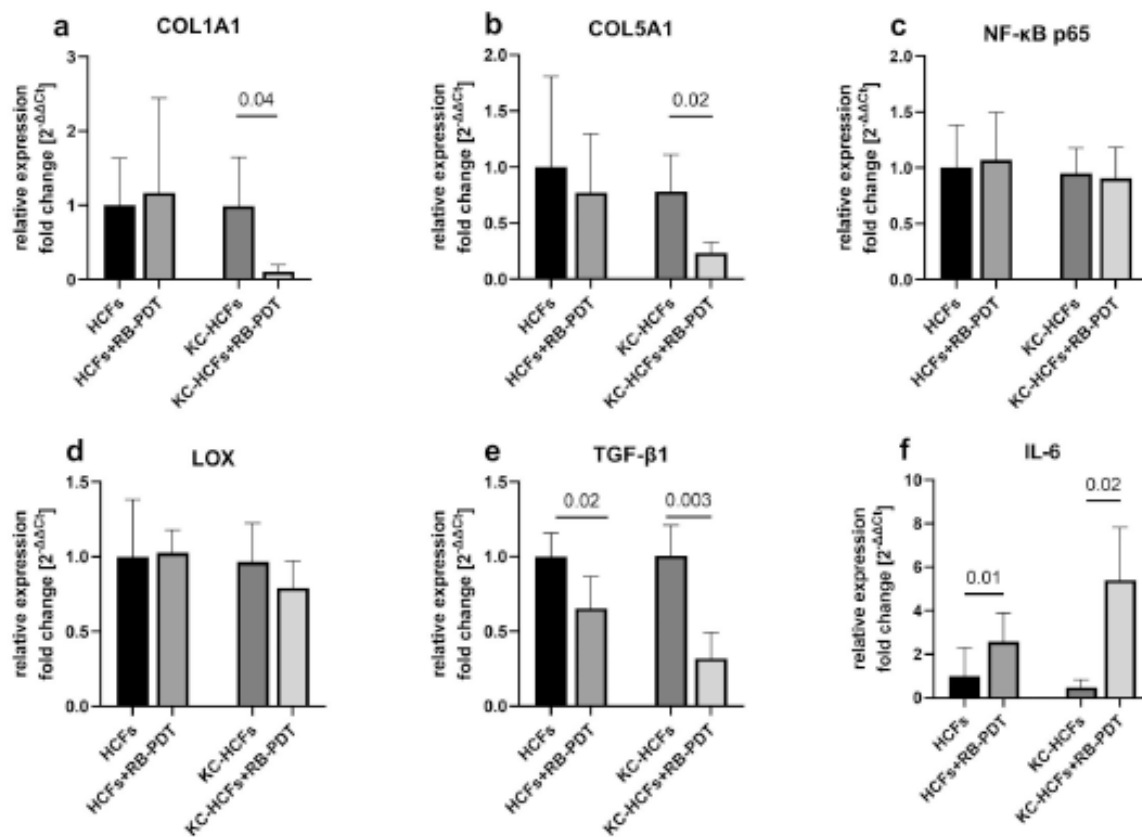 a
COL1A1
relative expression
fold change [2^-ΔΔCt]
3
2
1
0
0.04
HCFs
HCFs+RB-PDT
KC-HCFs
KC-HCFs+RB-PDT
b
COL5A1
relative expression
fold change [2^-ΔΔCt]
2.0
1.5
1.0
0.5
0.0
0.02
HCFs
HCFs+RB-PDT
KC-HCFs
KC-HCFs+RB-PDT
c
NF-κB p65
relative expression
fold change [2^-ΔΔCt]
2.0
1.5
1.0
0.5
0.0
HCFs
HCFs+RB-PDT
KC-HCFs
KC-HCFs+RB-PDT
d
LOX
relative expression
fold change [2^-ΔΔCt]
1.5
1.0
0.5
0.0
HCFs
HCFs+RB-PDT
KC-HCFs
KC-HCFs+RB-PDT
e
TGF-β1
relative expression
fold change [2^-ΔΔCt]
1.5
1.0
0.5
0.0
0.02
0.003
HCFs
HCFs+RB-PDT
KC-HCFs
KC-HCFs+RB-PDT
f
IL-6
relative expression
fold change [2^-ΔΔCt]
10
8
6
4
2
0
0.01
0.02
HCFs
HCFs+RB-PDT
KC-HCFs
KC-HCFs+RB-PDT